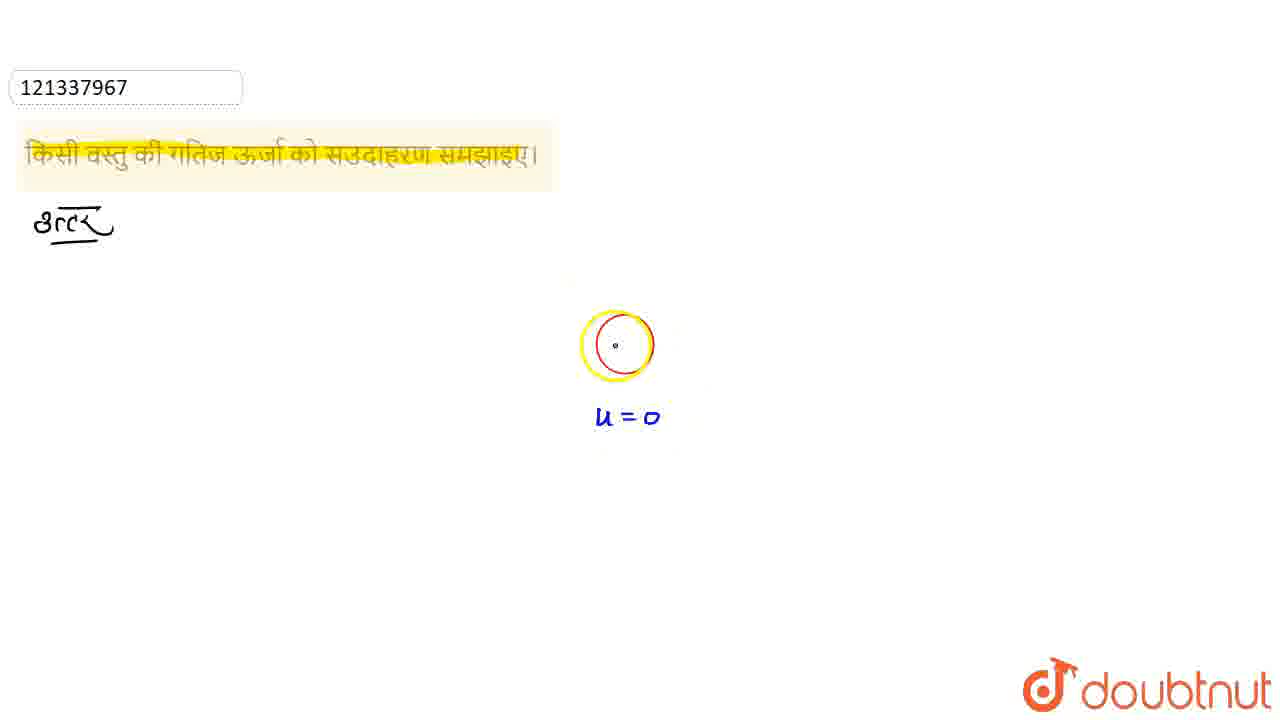 121337967
किसी वस्तु की गतिज ऊर्जा को सउदाहरण समझाइए।
उत्तर
u = 0
doubtnut